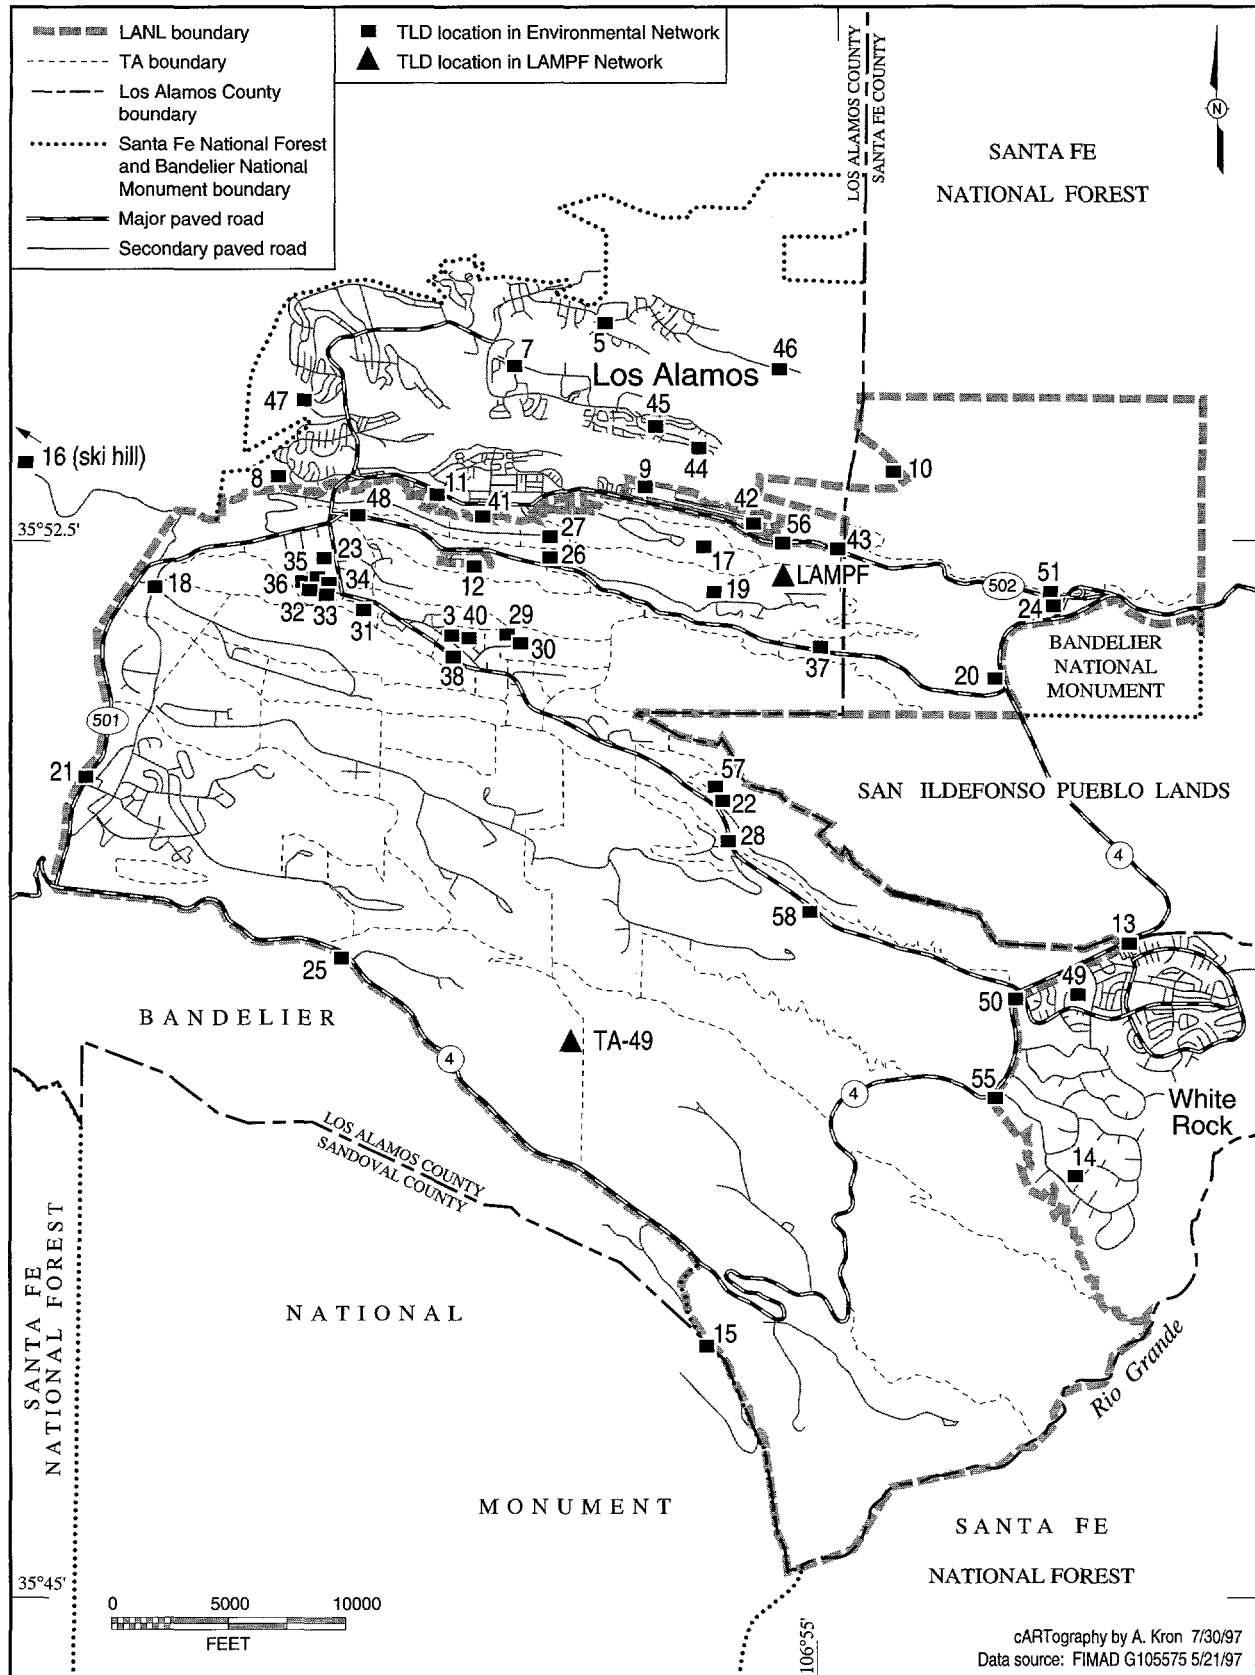 LANL boundary
TA boundary
Los Alamos County
boundary
Santa Fe National Forest
and Bandelier National
Monument boundary
Major paved road
Secondary paved road
TLD location in Environmental Network
TLD location in LAMPF Network
LOS ALAMOS COUNTY
SANTA FE COUNTY
N
SANTA FE
NATIONAL FOREST
5
7
46
Los Alamos
47
45
44
16 (ski hill)
8
9
10
11
48
41
42
56
35°52.5'
27
17
43
23
35
26
12
LAMPF
502
51
18
36
34
19
24
32
33
31
3
40
29
30
BANDELIER
NATIONAL
MONUMENT
38
37
20
501
21
57
22
SAN ILDEFONSO PUEBLO LANDS
28
4
58
13
25
50
49
BANDELIER
TA-49
4
4
55
White
Rock
LOS ALAMOS COUNTY
SANDOVAL COUNTY
14
SANTA FE
NATIONAL FOREST
NATIONAL
15
Rio Grande
MONUMENT
SANTA FE
NATIONAL FOREST
35°45'
0 5000 10000
FEET
106°55'
cARTography by A. Kron 7/30/97
Data source: FIMAD G105575 5/21/97